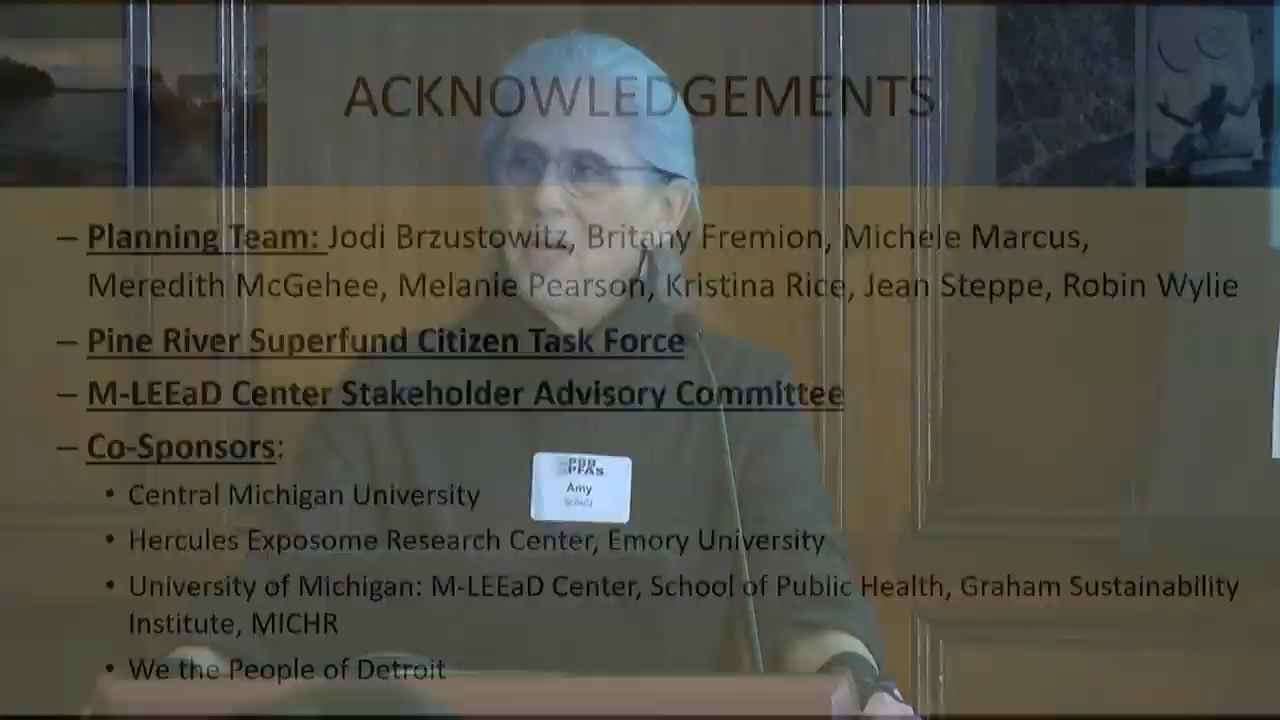 ACKNOWLEDGEMENTS
– Planning Team: Jodi Brzustowitz, Britany Fremion, Michele Marcus,
Meredith McGehee, Melanie Pearson, Kristina Rice, Jean Steppe, Robin Wylie
– Pine River Superfund Citizen Task Force
– M-LEEaD Center Stakeholder Advisory Committee
– Co-Sponsors:
• Central Michigan University
PBB
PFAS
Amy
Schulz
• Hercules Exposome Research Center, Emory University
• University of Michigan: M-LEEaD Center, School of Public Health, Graham Sustainability
Institute, MICHR
• We the People of Detroit